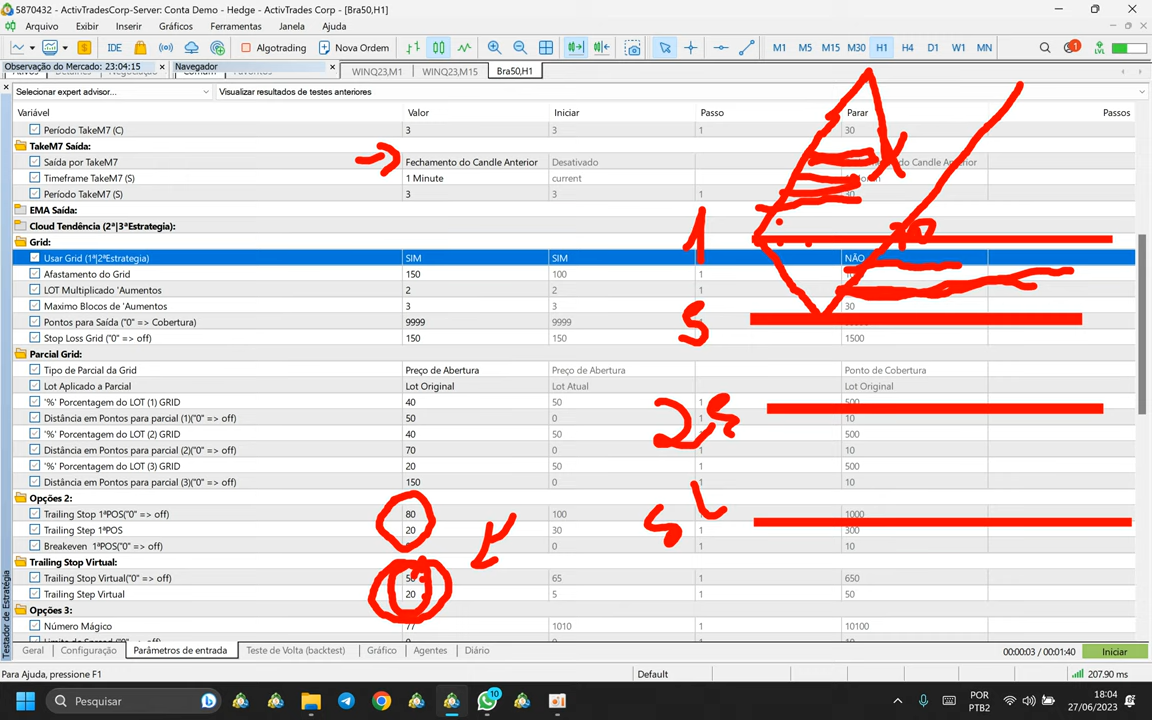 5870432 - ActivTradesCorp-Server: Conta Demo - Hedge - ActivTrades Corp - [Bra50,H1]
Arquivo Exibir Inserir Gráficos Ferramentas Janela Ajuda
IDE Algotrading Nova Ordem M1 M5 M15 M30 H1 H4 D1 W1 MN 1 LVL
Observação do Mercado: 23:04:15 Navegador
WINQ23,M1 WINQ23,M15 Bra50,H1
Selecionar expert advisor... Visualizar resultados de testes anteriores
Variável Valor Iniciar Passo Parar Passos
Período TakeM7 (C) 3 3 1 30
TakeM7 Saída:
Saída por TakeM7 Fechamento do Candle Anterior Desativado Candle Anterior
Timeframe TakeM7 (S) 1 Minute current
Período TakeM7 (S) 3 3 1 30
EMA Saída:
Cloud Tendência (2ª|3ªEstrategia):
Grid:
Usar Grid (1ª|2ªEstrategia) SIM SIM NÃO
Afastamento do Grid 150 100 1
LOT Multiplicado 'Aumentos 2 2 1
Maximo Blocos de 'Aumentos 3 3 1 30
Pontos para Saída ("0" => Cobertura) 9999 9999 1
Stop Loss Grid ("0" => off) 150 150 1 1500
Parcial Grid:
Tipo de Parcial da Grid Preço de Abertura Preço de Abertura Ponto de Cobertura
Lot Aplicado a Parcial Lot Original Lot Atual Lot Original
'%' Porcentagem do LOT (1) GRID 40 50 1 500
Distância em Pontos para parcial (1)("0" => off) 50 0 1 10
'%' Porcentagem do LOT (2) GRID 40 50 1 500
Distância em Pontos para parcial (2)("0" => off) 70 0 1 10
'%' Porcentagem do LOT (3) GRID 20 50 1 500
Distância em Pontos para parcial (3)("0" => off) 150 0 1 10
Opções 2:
Trailing Stop 1ªPOS("0" => off) 80 100 1 1000
Trailing Step 1ªPOS 20 30 1 300
Breakeven 1ªPOS("0" => off) 0 1 10
Trailing Stop Virtual:
Trailing Stop Virtual("0" => off) 65 1 650
Trailing Step Virtual 20 5 1 50
Opções 3:
Número Mágico 77 1010 1 10100
Testador de Estratégia
Geral Configuração Parâmetros de entrada Teste de Volta (backtest) Gráfico Agentes Diário 00:00:03 / 00:01:40 Iniciar
Para Ajuda, pressione F1 Default 207.90 ms
Pesquisar 10 POR PTB2 18:04 27/06/2023